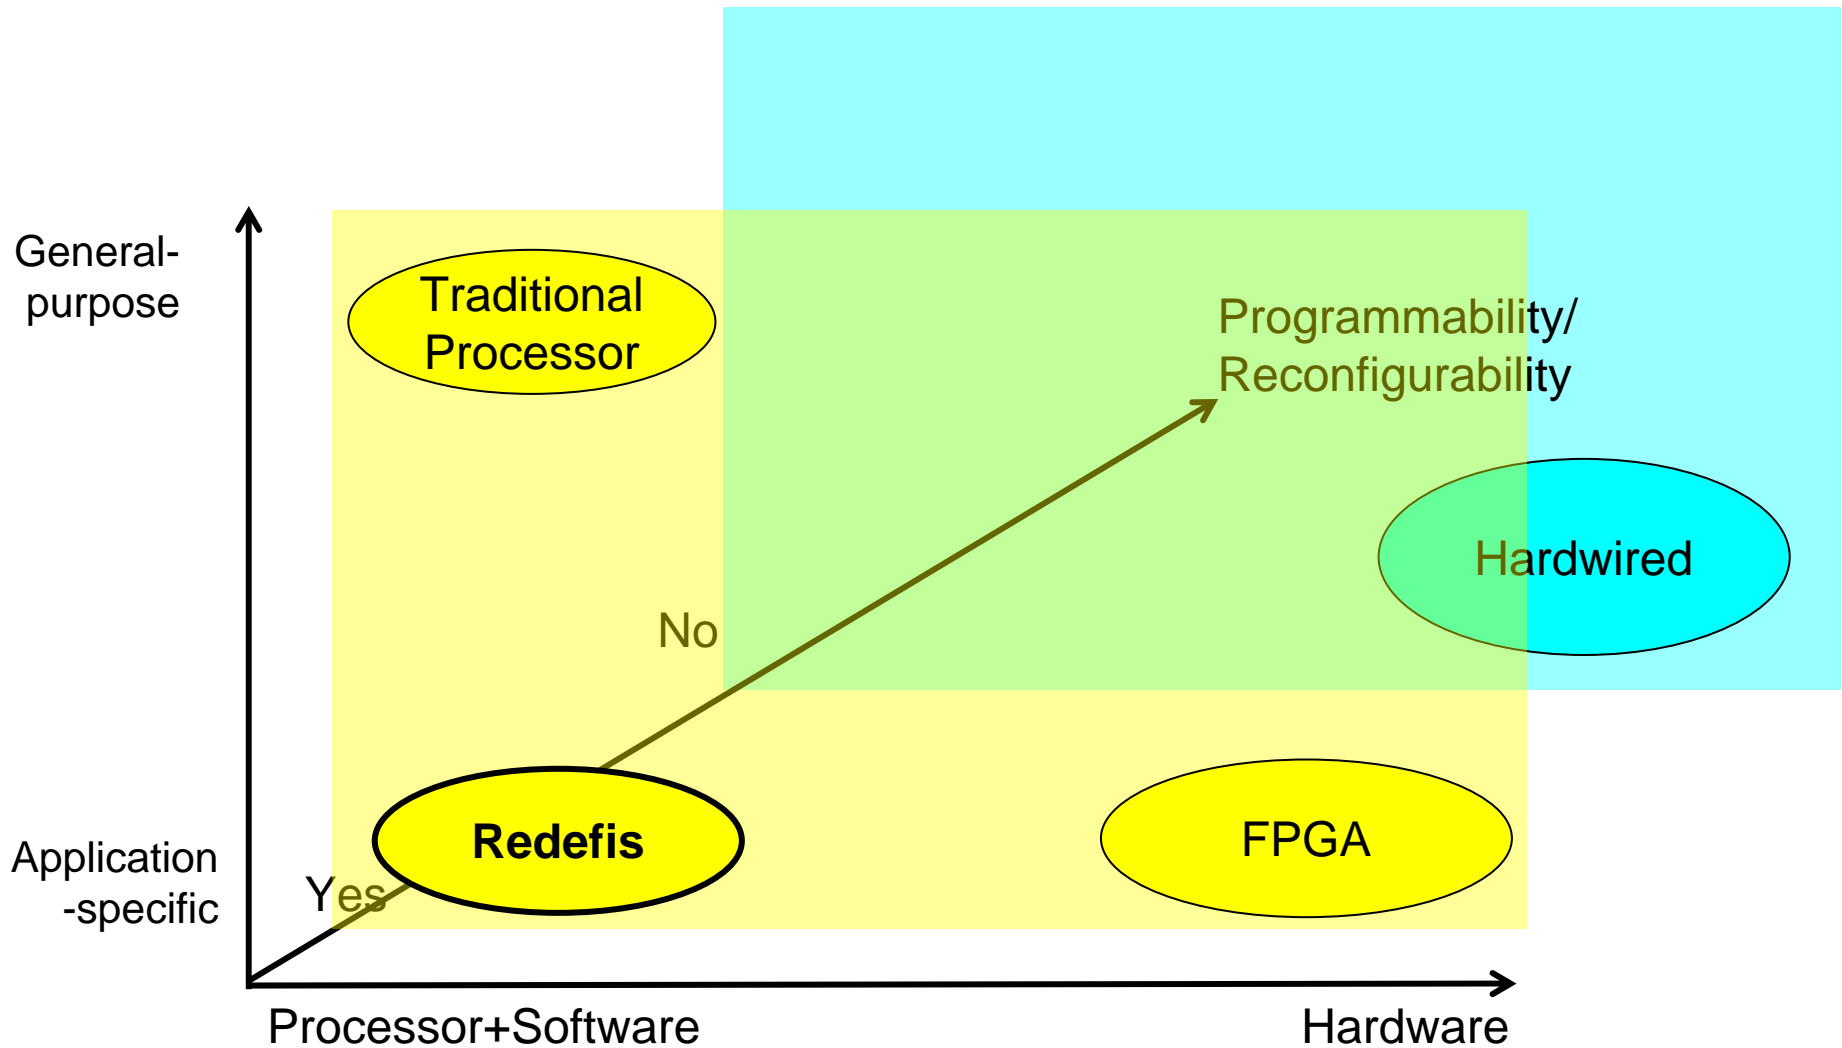 General-
purpose
Traditional
Processor
Programmability/
Reconfigurability
Hardwired
No
Redefis
FPGA
Application
-specific
Yes
Processor+Software
Hardware